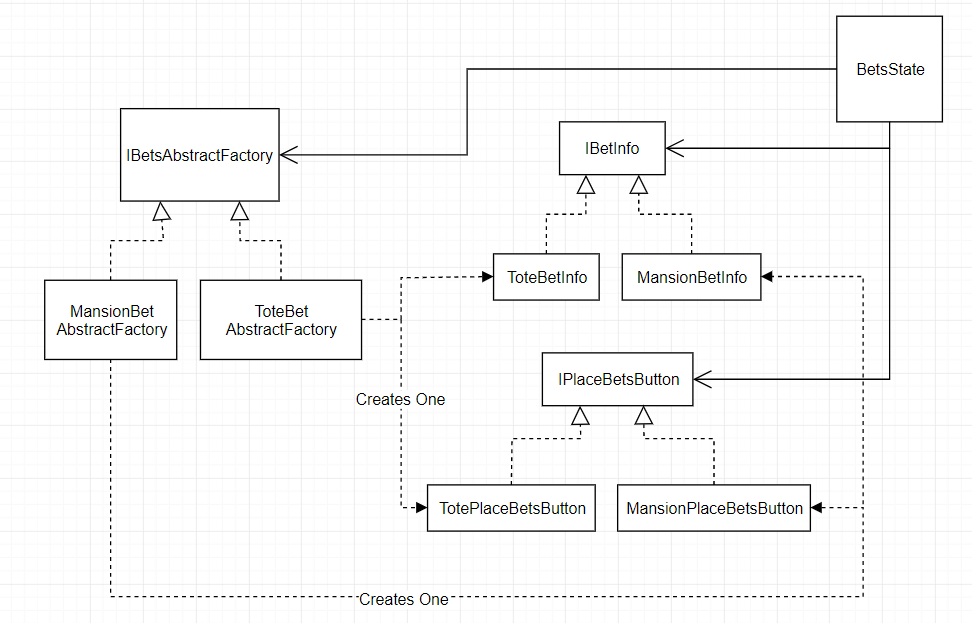 BetsState
IBetsAbstractFactory
IBetInfo
ToteBetInfo
MansionBetInfo
MansionBet
AbstractFactory
ToteBet
AbstractFactory
IPlaceBetsButton
Creates One
TotePlaceBetsButton
MansionPlaceBetsButton
Creates One